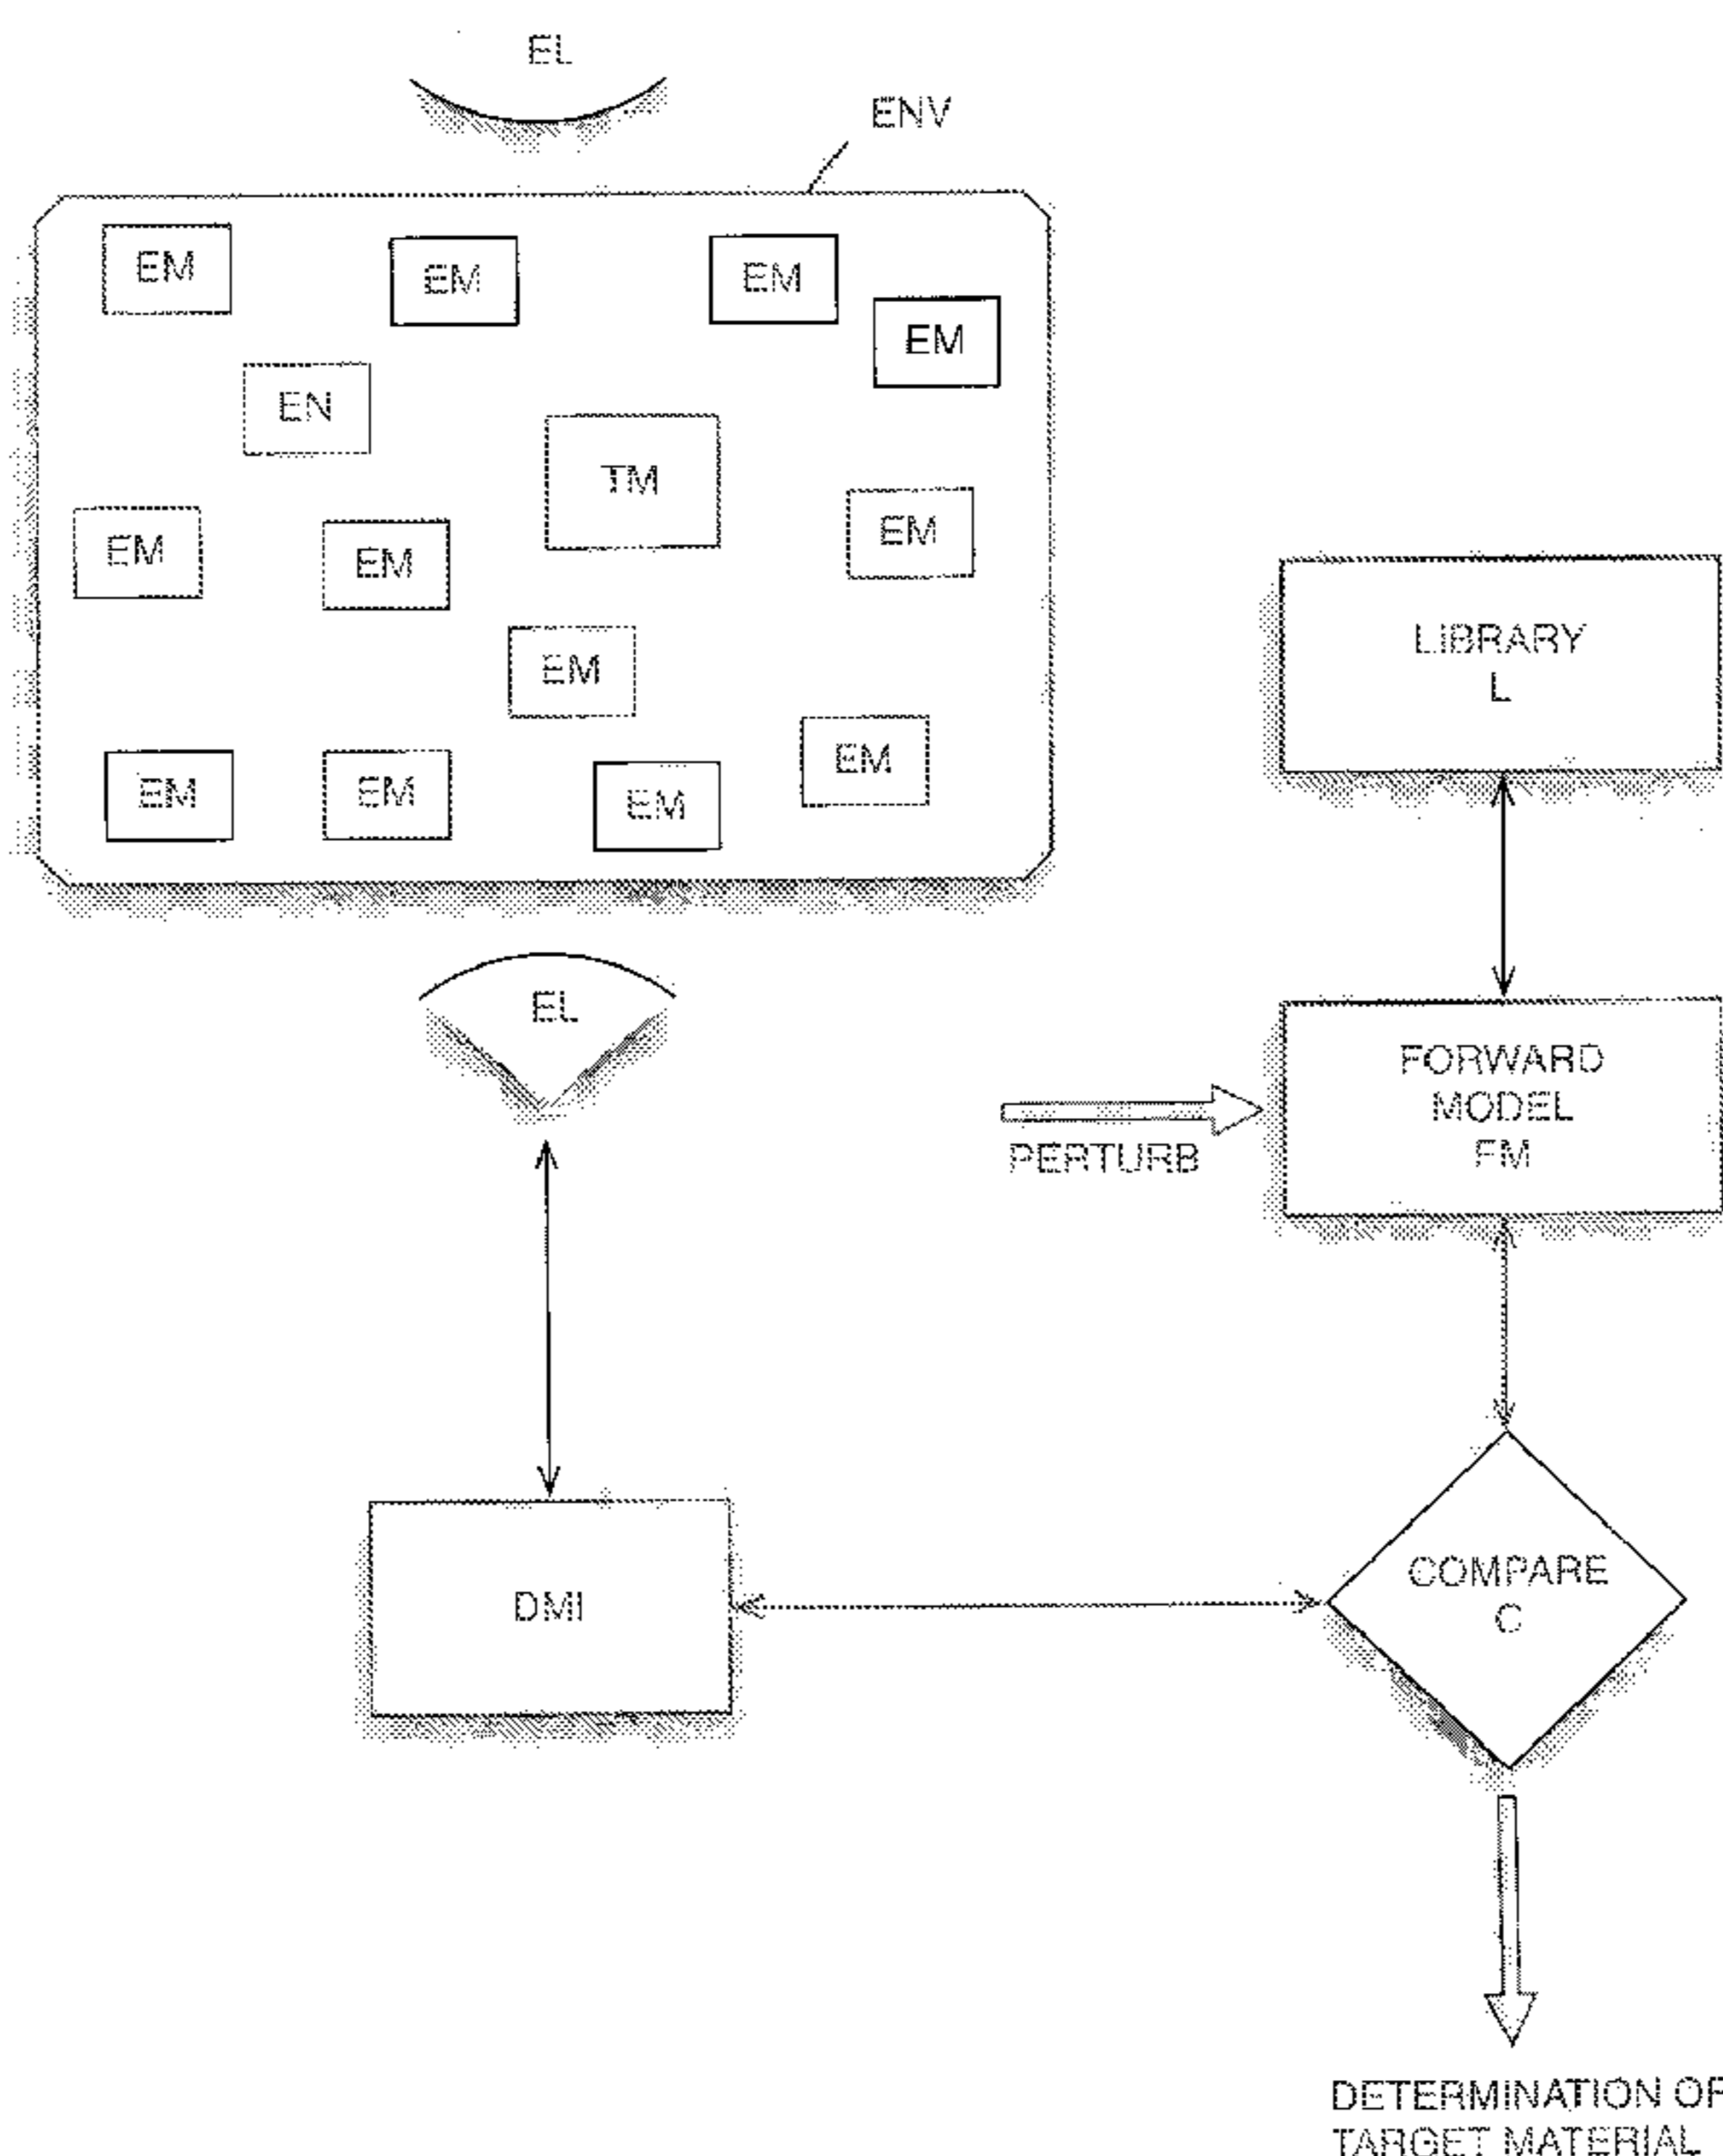 EL
ENV
EM
EM
EM
EM
EN
TM
EM
EM
EM
EM
EM
EM
EM
EM
LIBRARY
L
EL
FORWARD
MODEL
FM
PERTURB
DMI
COMPARE
C
DETERMINATION OF
TARGET MATERIAL